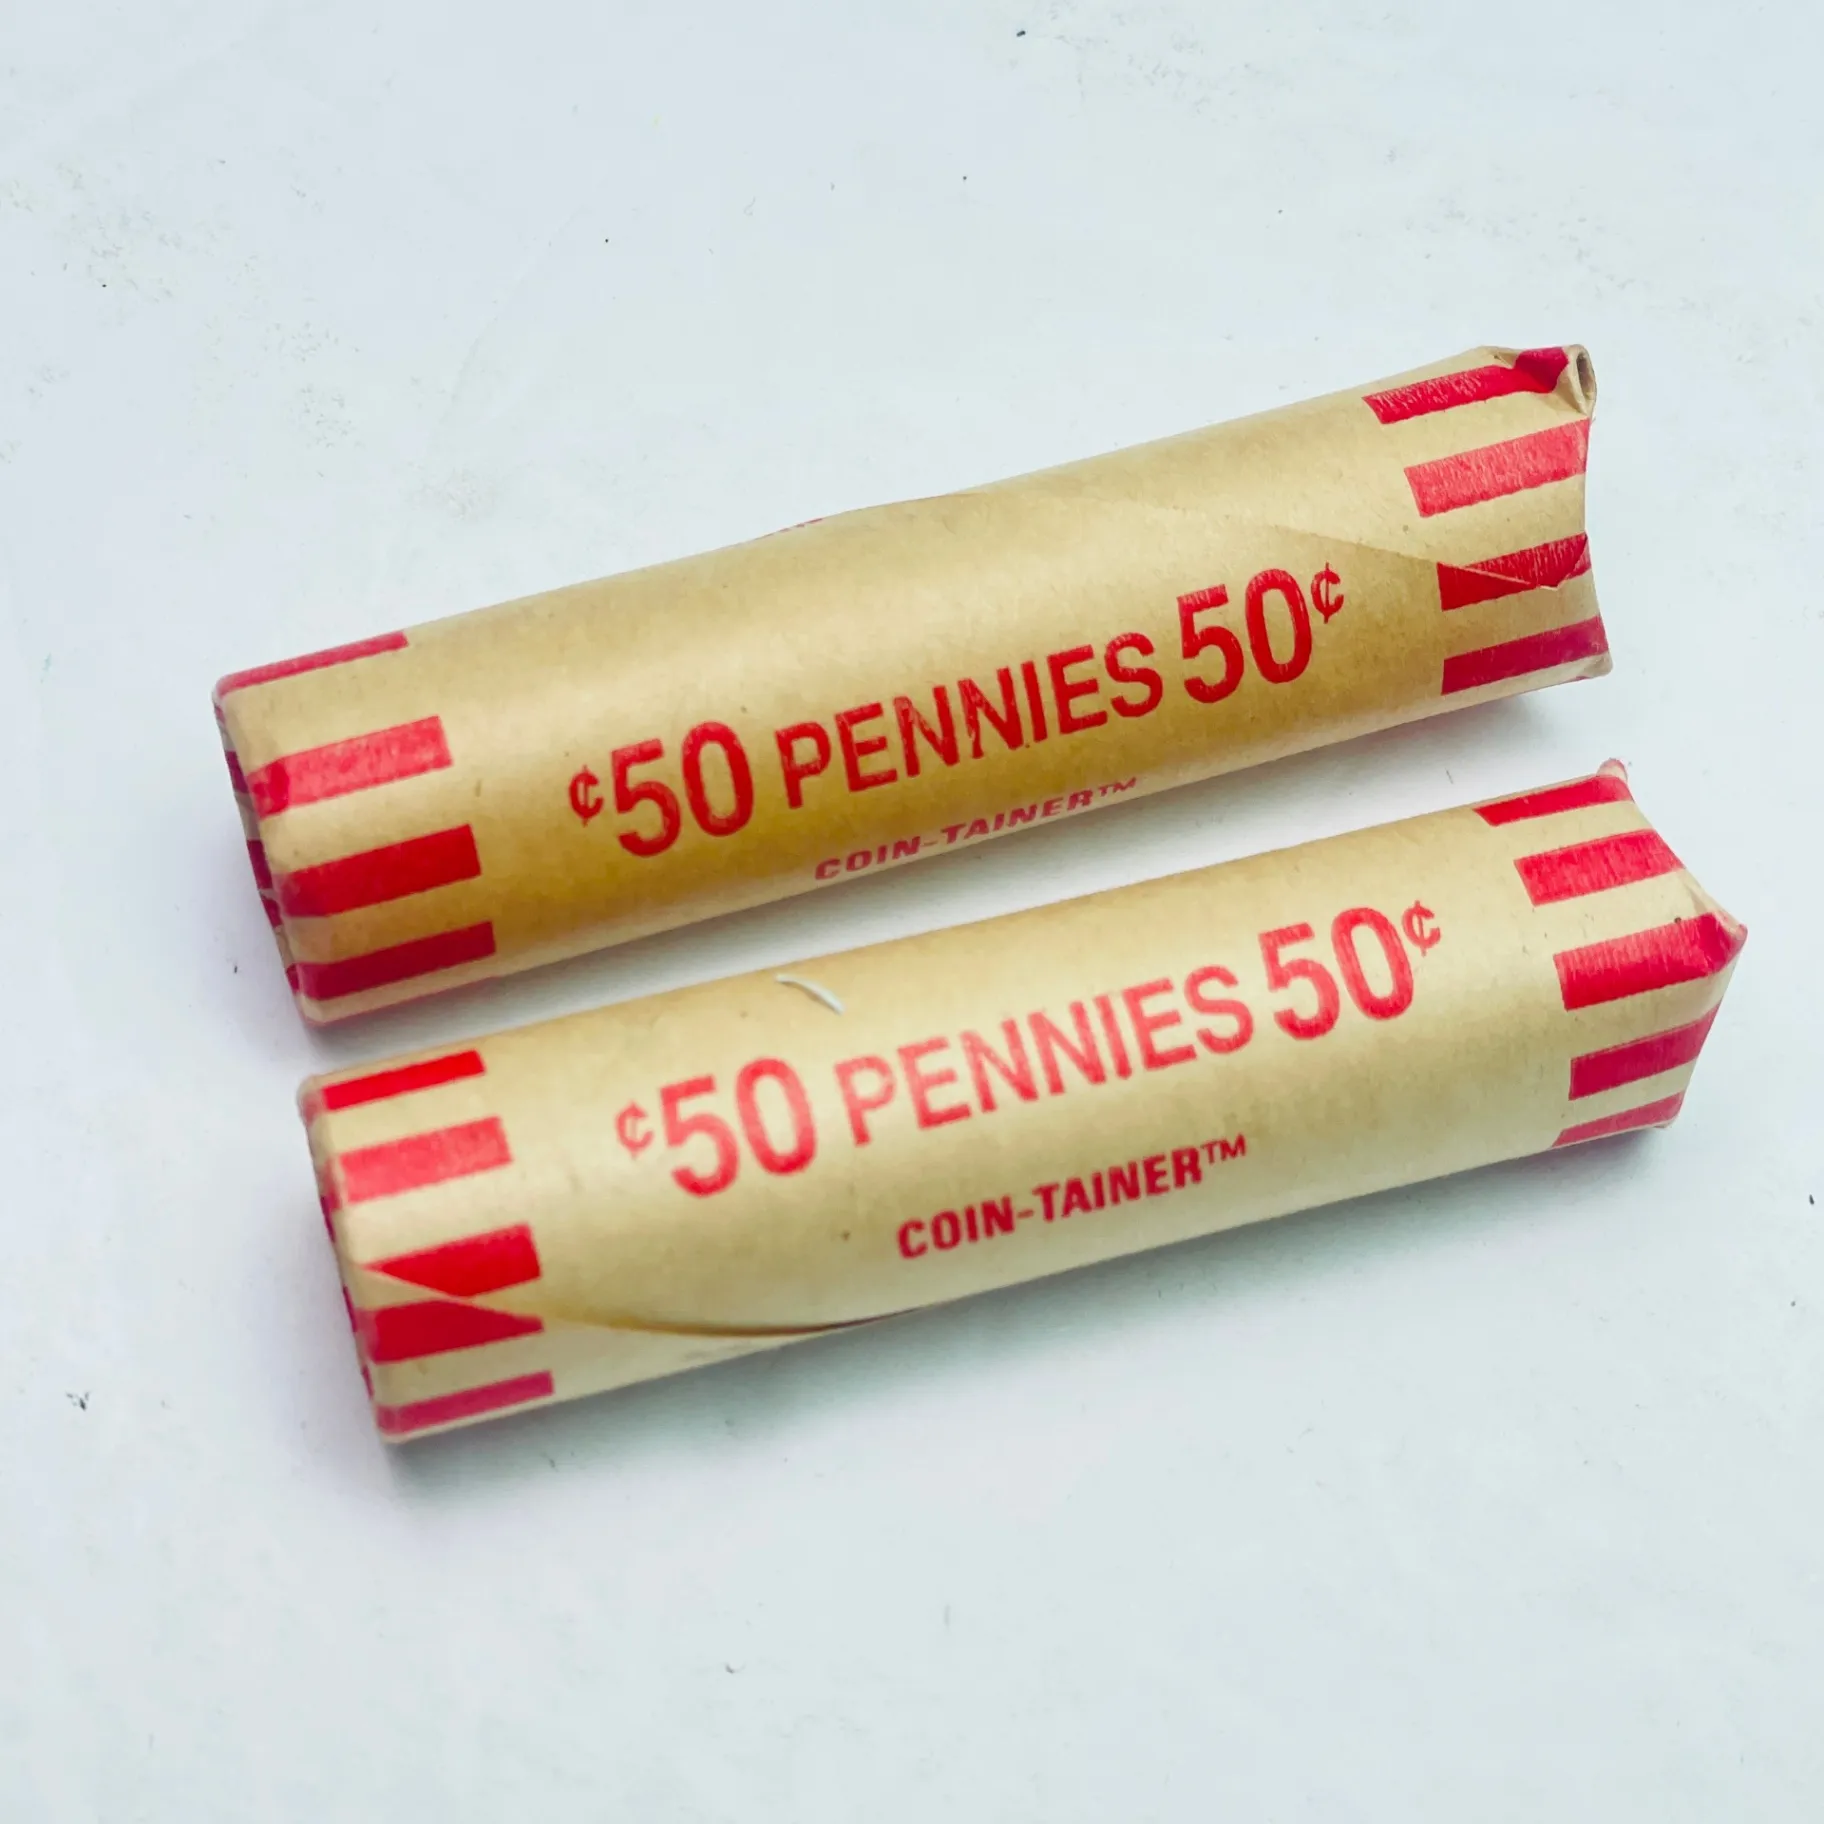 ¢50 PENNIES 50¢
COIN-TAINER™
¢50 PENNIES 50¢
COIN-TAINER™